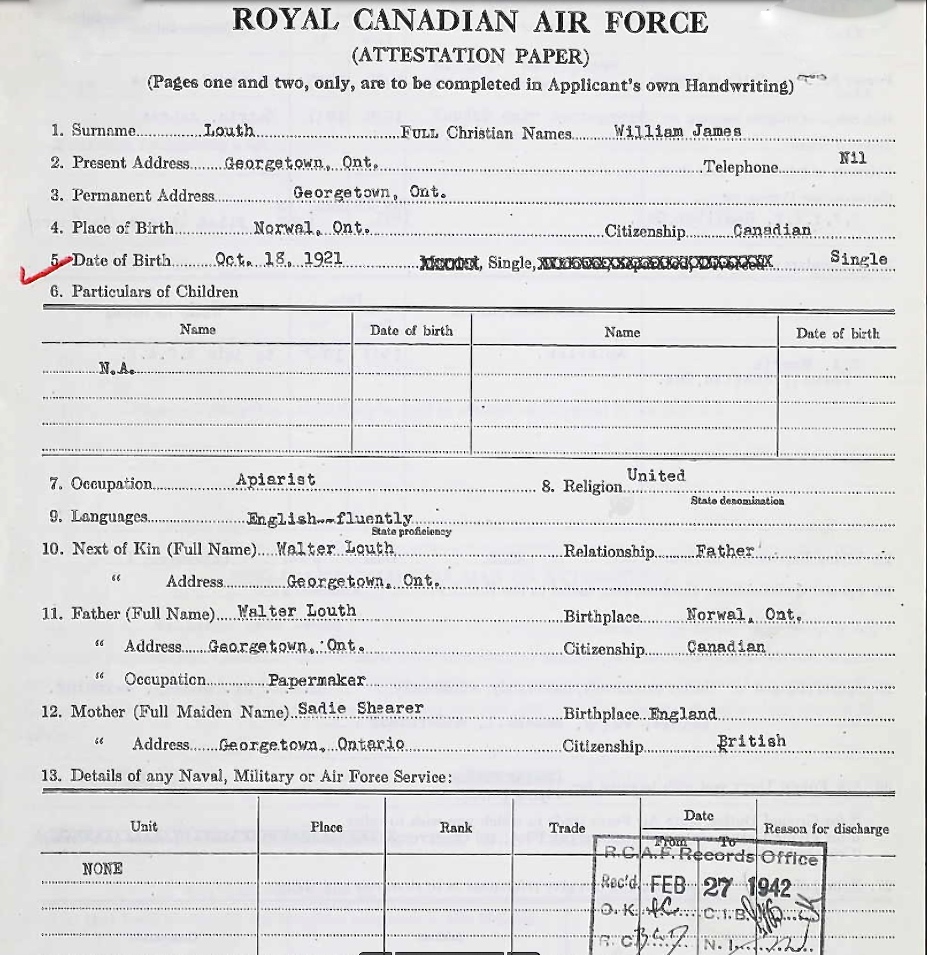 ROYAL CANADIAN AIR FORCE
(ATTESTATION PAPER)
(Pages one and two, only, are to be completed in Applicant's own Handwriting)
1. Surname Louth FULL Christian Names William James
2. Present Address Georgetown, Ont. Telephone Nil
3. Permanent Address Georgetown, Ont.
4. Place of Birth Norwal, Ont. Citizenship Canadian
5. Date of Birth Oct. 18, 1921 , Single, Single
6. Particulars of Children
Name Date of birth Name Date of birth
N.A.
7. Occupation Apiarist 8. Religion United
State denomination
9. Languages English--fluently
State proficiency
10. Next of Kin (Full Name) Walter Louth Relationship Father
" Address Georgetown, Ont.
11. Father (Full Name) Walter Louth Birthplace Norwal, Ont.
" Address Georgetown, Ont. Citizenship Canadian
" Occupation Papermaker
12. Mother (Full Maiden Name) Sadie Shearer Birthplace England
" Address Georgetown, Ontario Citizenship British
13. Details of any Naval, Military or Air Force Service:
Unit Place Rank Trade Date Reason for discharge
From To
NONE
R.C.A.F. Records Office
Rec'd. FEB 27 1942
O.K. C.I.B.
R.C. N.I.